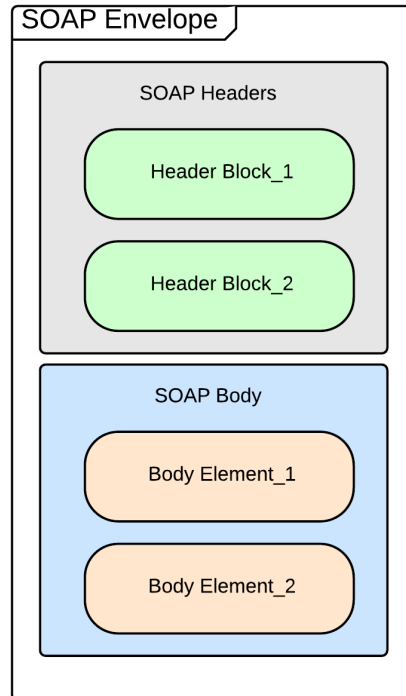 SOAP Envelope
SOAP Headers
Header Block_1
Header Block_2
SOAP Body
Body Element_1
Body Element_2